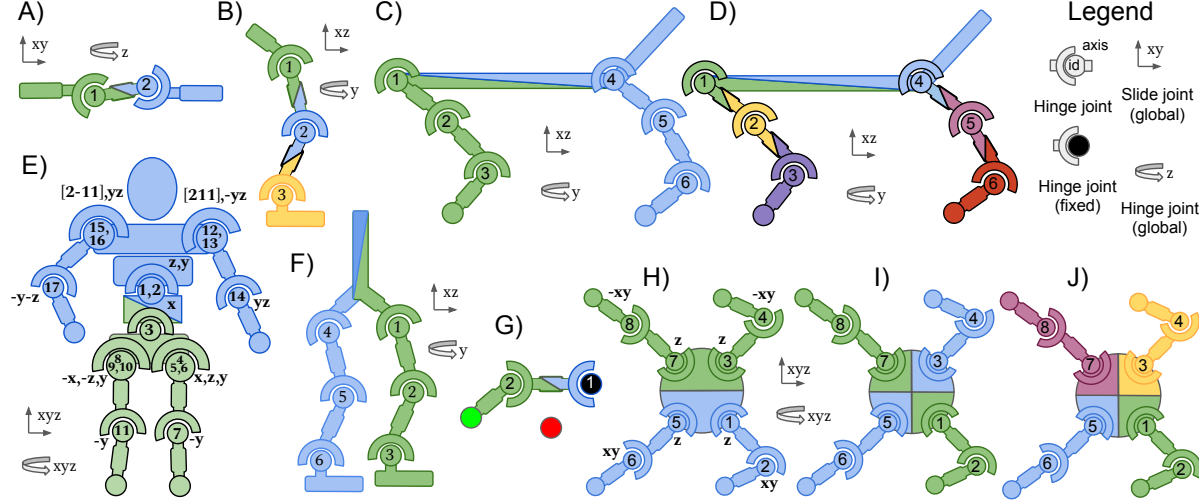 A)
xy
z
1
2
B)
xz
y
1
2
3
C)
1
2
3
4
5
6
xz
y
D)
1
2
3
4
5
6
xz
y
Legend
axis
id
xy
Hinge joint
Slide joint
(global)
Hinge joint
(fixed)
z
Hinge joint
(global)
E)
[2-11],yz
[211],-yz
15,
16
12,
13
z,y
17
-y-z
1,2
x
14
yz
3
8
9,10
4
5,6
-x,-z,y
x,z,y
xyz
-y
11
7
-y
xyz
F)
xz
y
4
1
5
2
6
3
G)
2
1
H)
-xy
-xy
8
4
z
z
7
3
5
1
z
z
xy
6
2
xy
xyz
xyz
I)
8
4
7
3
5
1
6
2
J)
8
4
7
3
5
1
6
2